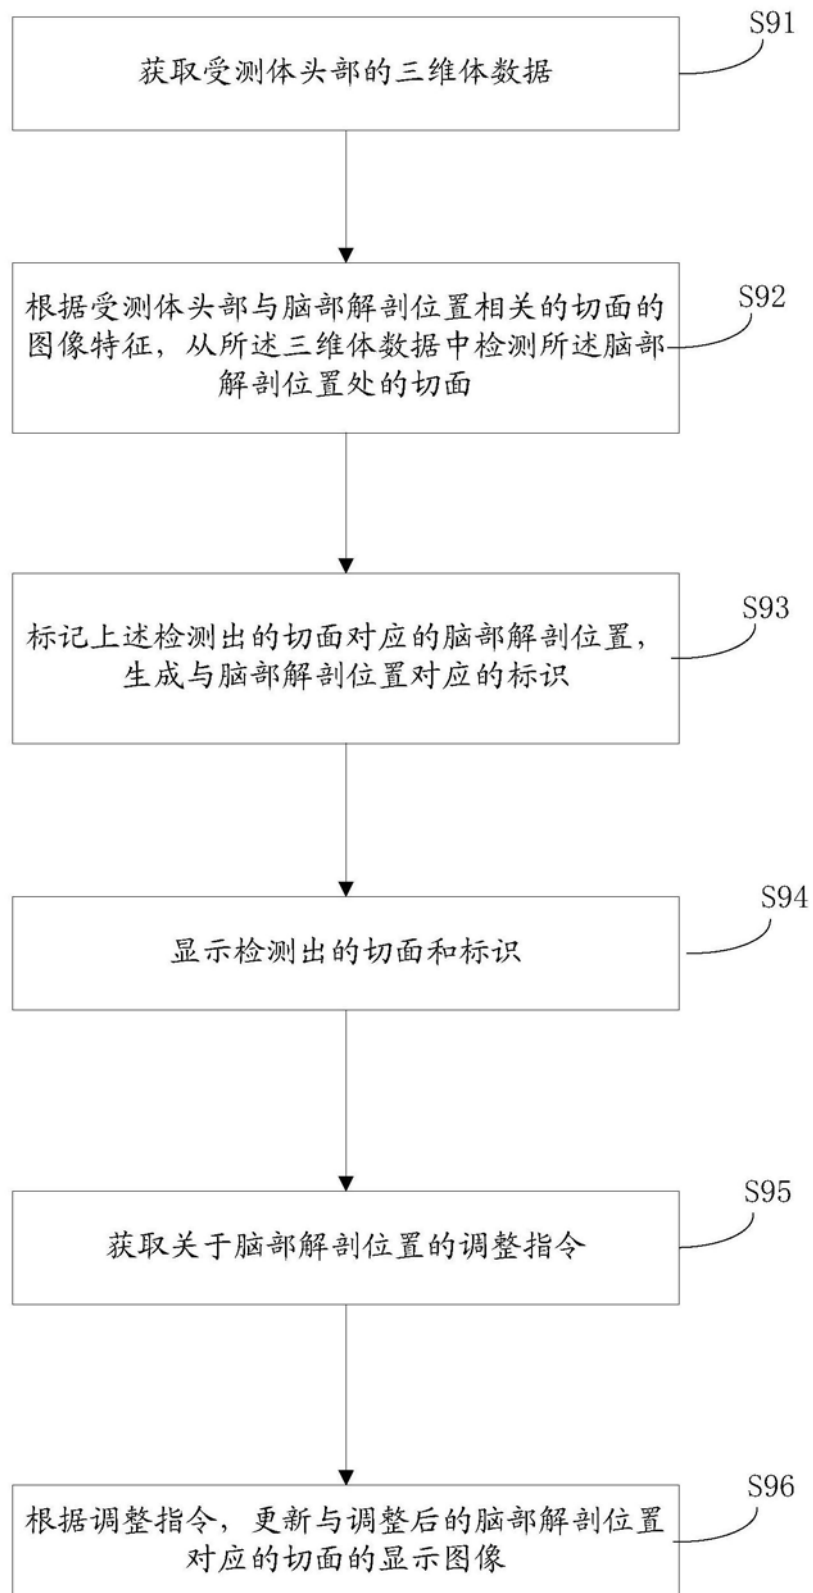 S91
获取受测体头部的三维体数据
S92
根据受测体头部与脑部解剖位置相关的切面的
图像特征，从所述三维体数据中检测所述脑部
解剖位置处的切面
S93
标记上述检测出的切面对应的脑部解剖位置，
生成与脑部解剖位置对应的标识
S94
显示检测出的切面和标识
S95
获取关于脑部解剖位置的调整指令
S96
根据调整指令，更新与调整后的脑部解剖位置
对应的切面的显示图像